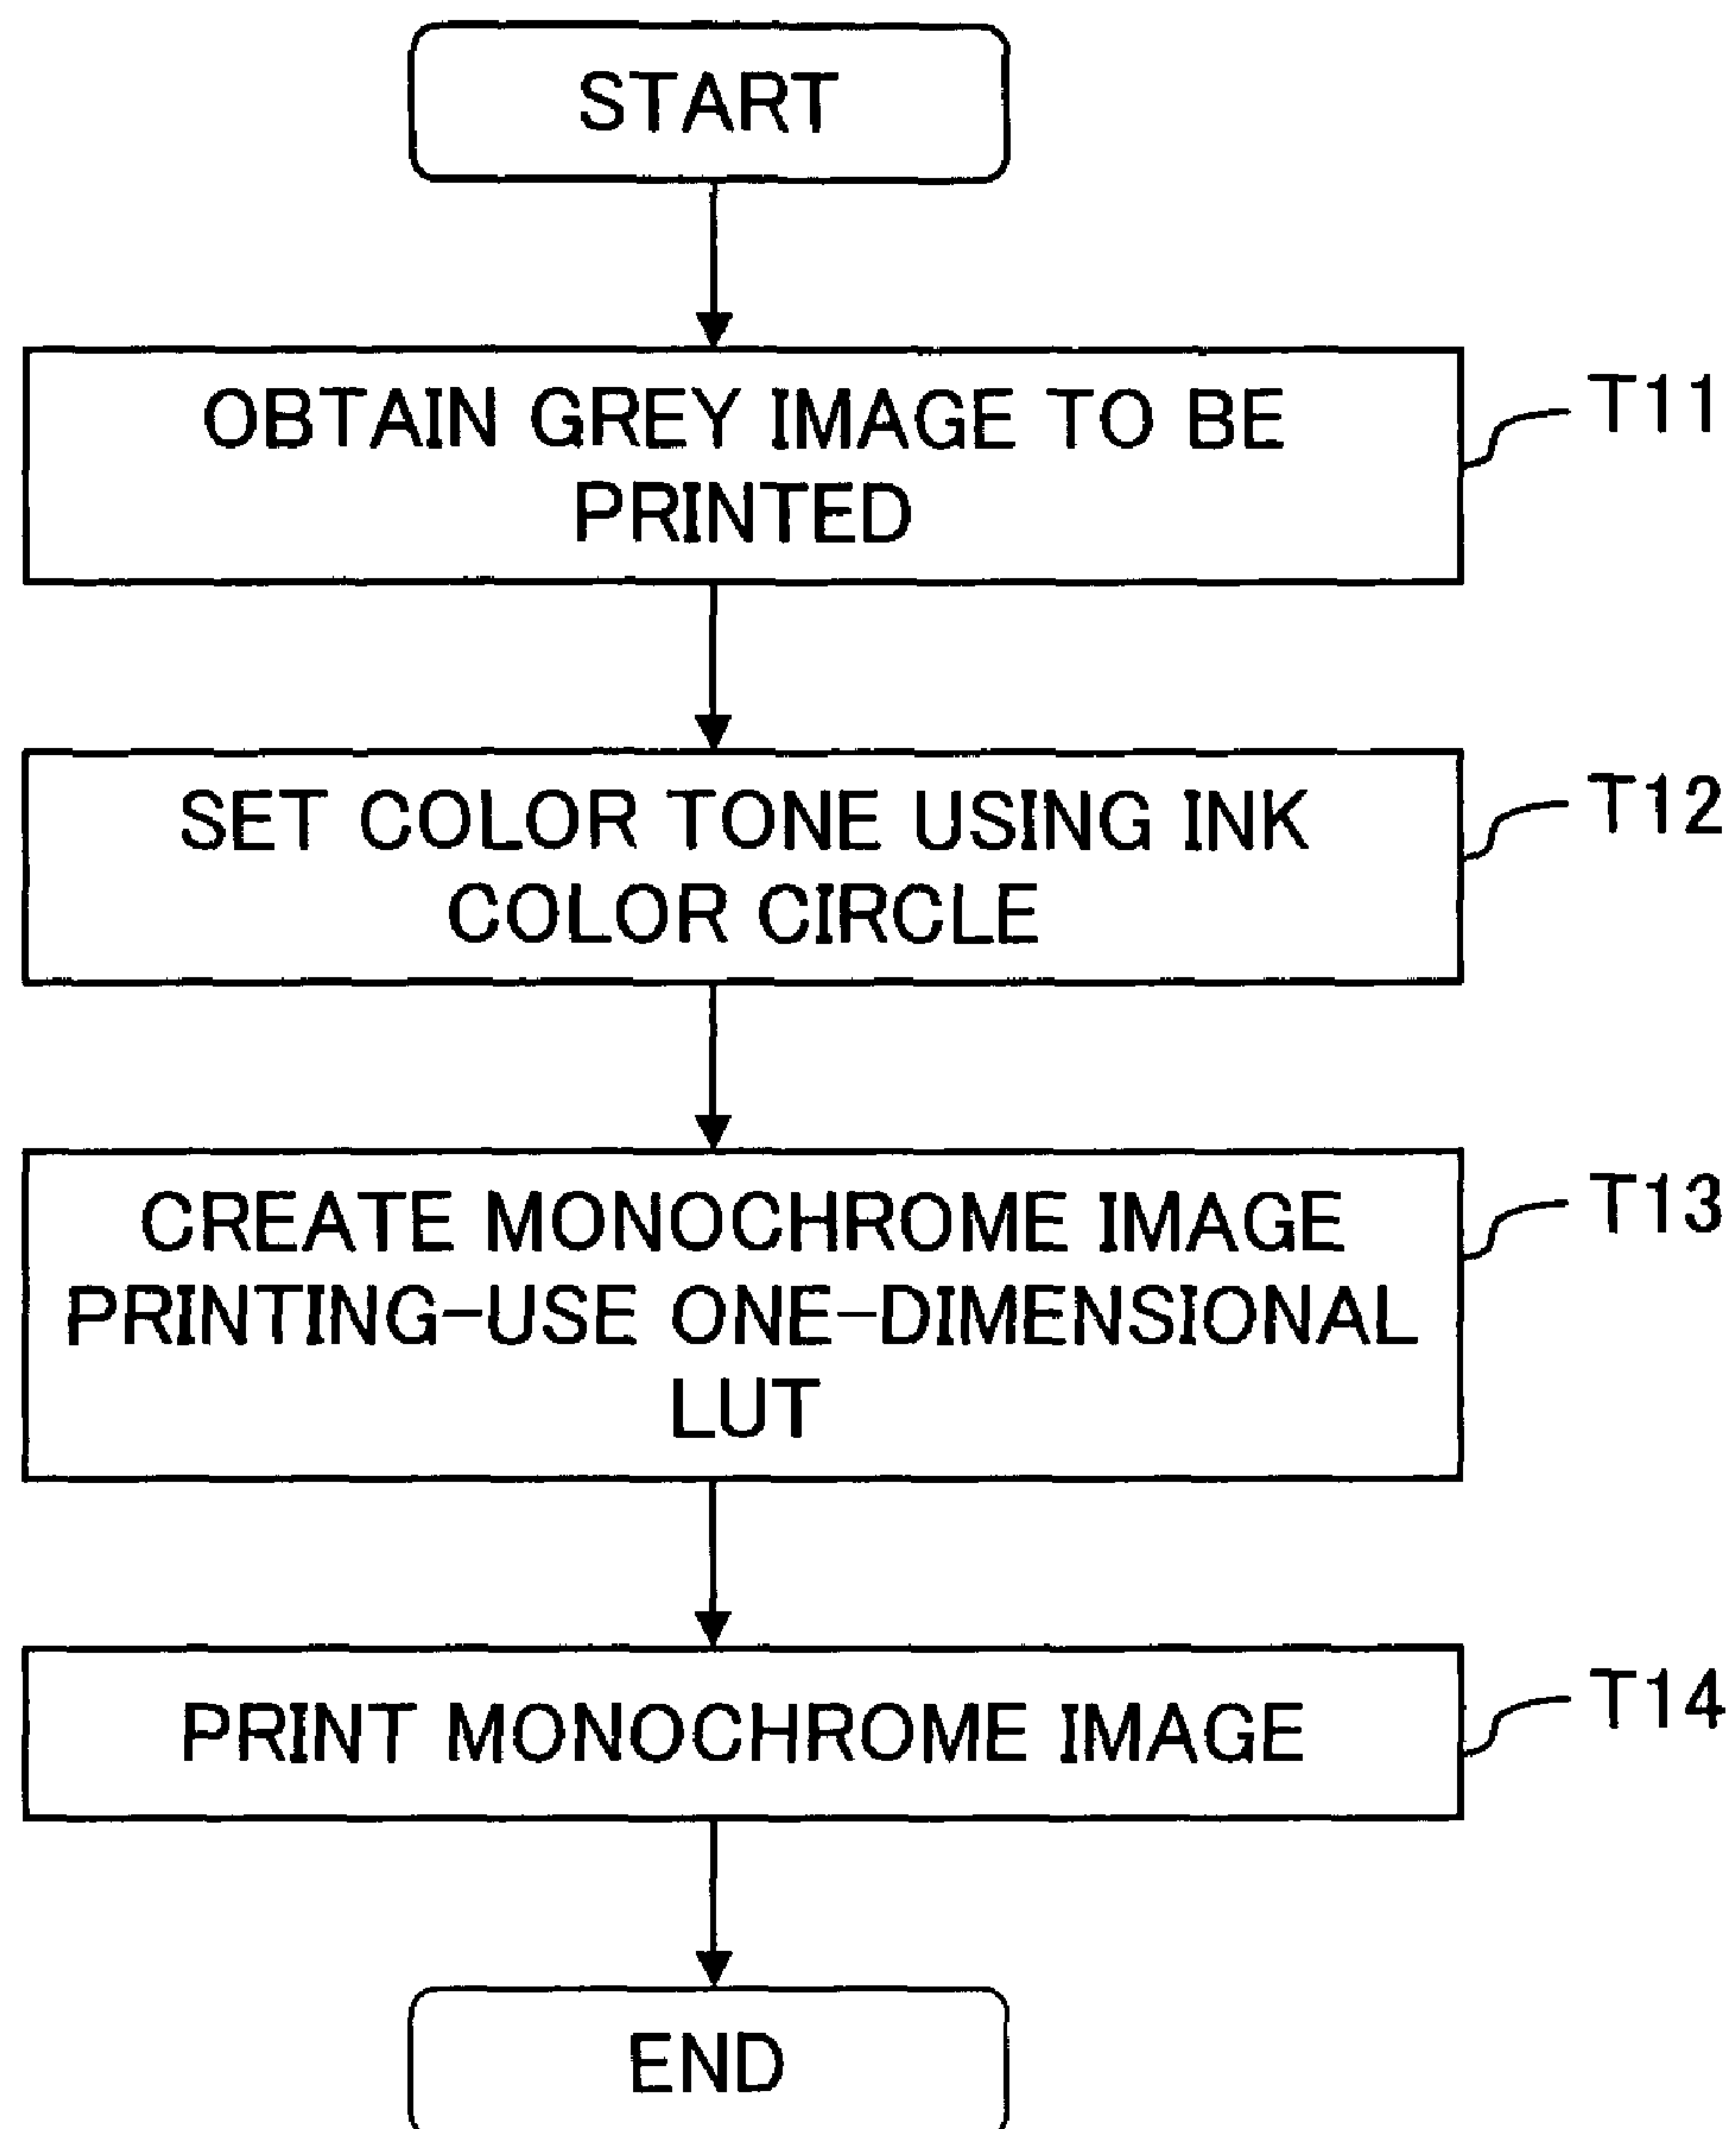 START
OBTAIN GREY IMAGE TO BE
PRINTED
T11
SET COLOR TONE USING INK
COLOR CIRCLE
T12
CREATE MONOCHROME IMAGE
PRINTING-USE ONE-DIMENSIONAL
LUT
T13
PRINT MONOCHROME IMAGE
T14
END